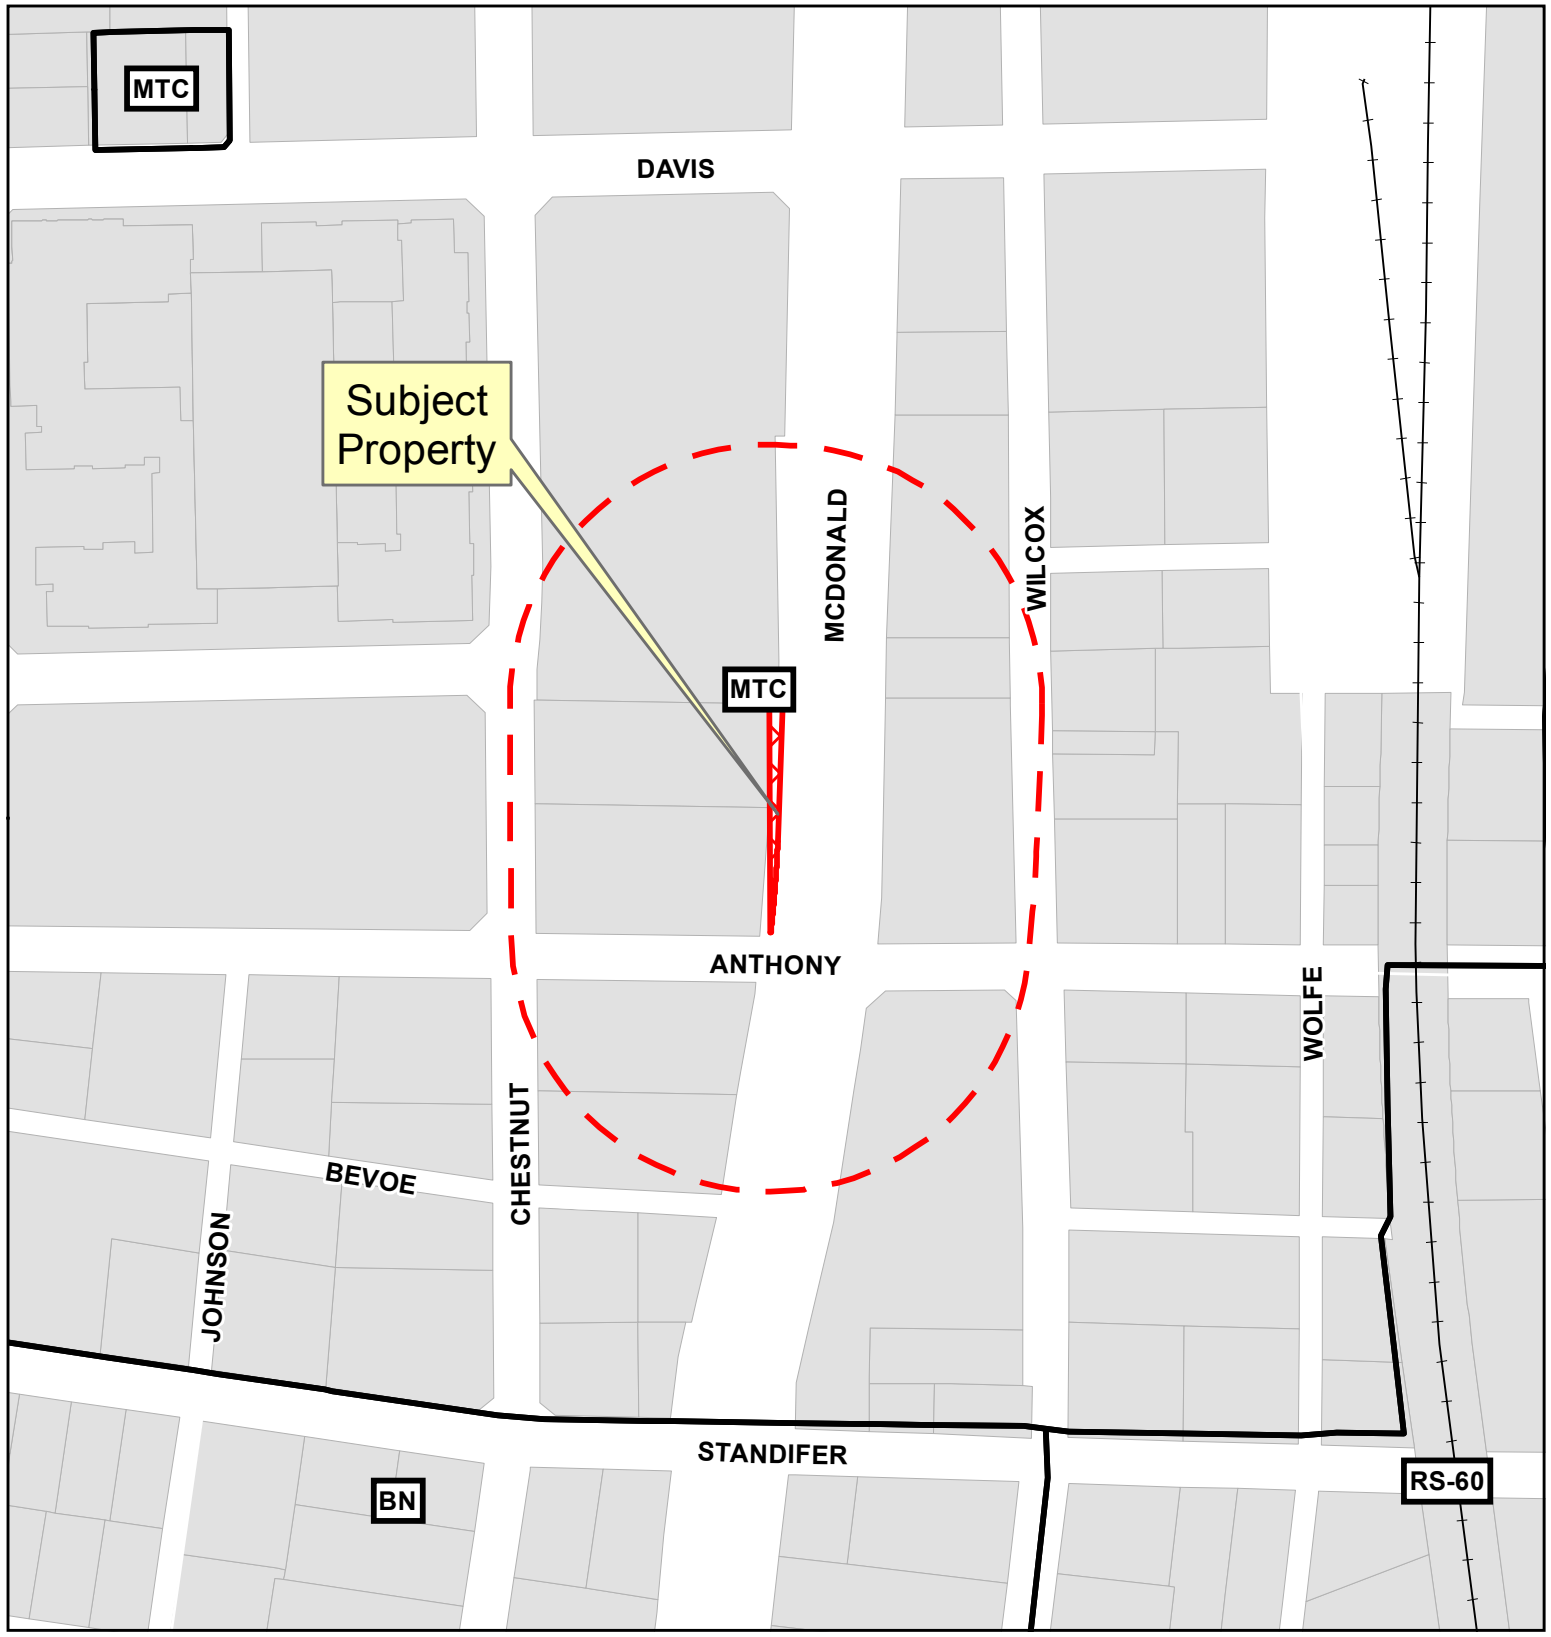 MTC
DAVIS
Subject
Property
MCDONALD
WILCOX
MTC
ANTHONY
WOLFE
CHESTNUT
BEVOE
JOHNSON
STANDIFER
RS-60
BN